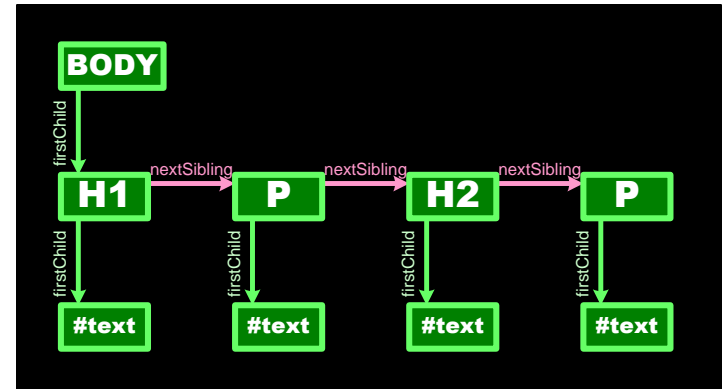 BODY
firstChild
nextSibling nextSibling nextSibling
H1 P H2 P
firstChild firstChild firstChild firstChild
#text #text #text #text